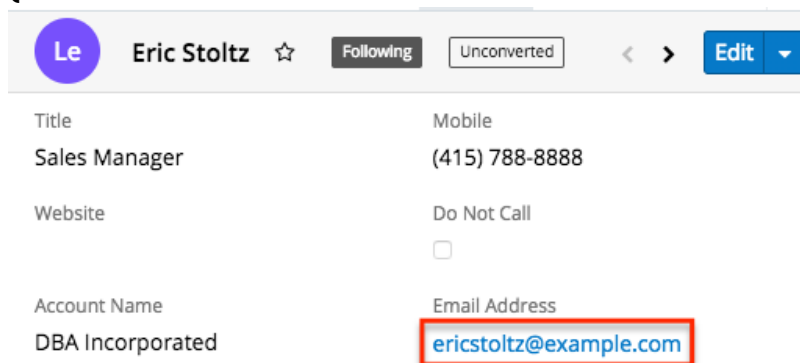 Le Eric Stoltz Following Unconverted Edit
Title Mobile
Sales Manager (415) 788-8888
Website Do Not Call
Account Name Email Address
DBA Incorporated ericstoltz@example.com